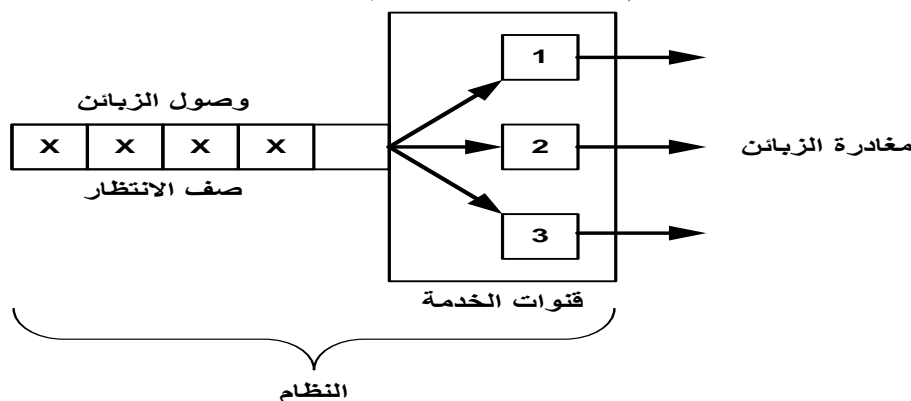 1
وصول الزبائن
X X X X
2
مغادرة الزبائن
صف الانتظار
3
قنوات الخدمة
النظام